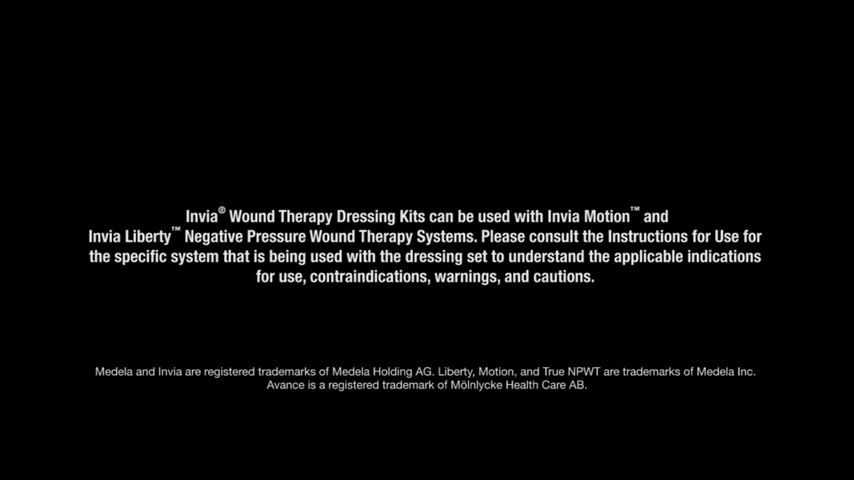 Invia® Wound Therapy Dressing Kits can be used with Invia Motion™ and
Invia Liberty™ Negative Pressure Wound Therapy Systems. Please consult the Instructions for Use for
the specific system that is being used with the dressing set to understand the applicable indications
for use, contraindications, warnings, and cautions.
Medela and Invia are registered trademarks of Medela Holding AG. Liberty, Motion, and True NPWT are trademarks of Medela Inc.
Avance is a registered trademark of Mölnlycke Health Care AB.